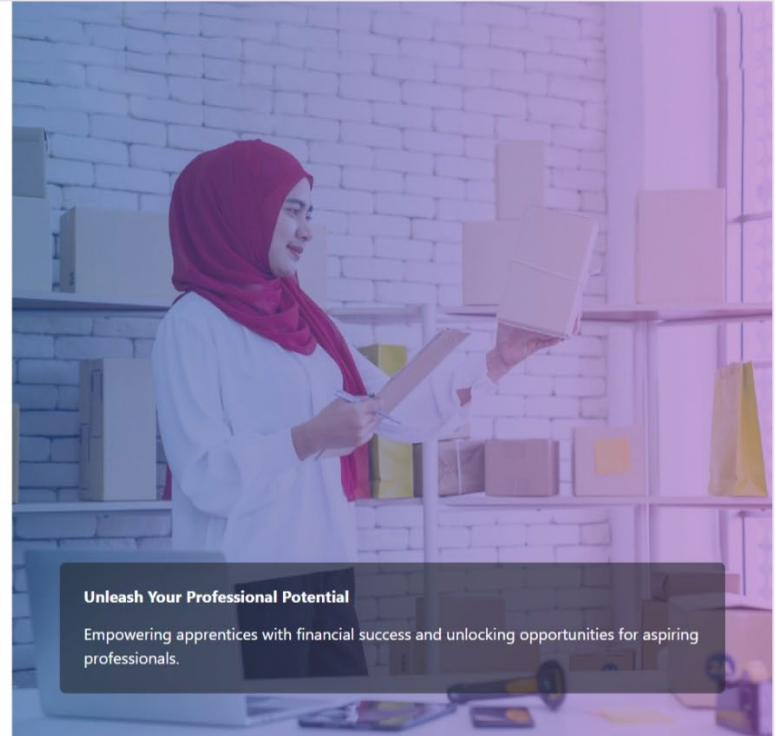 Unleash Your Professional Potential
Empowering apprentices with financial success and unlocking opportunities for aspiring
professionals.